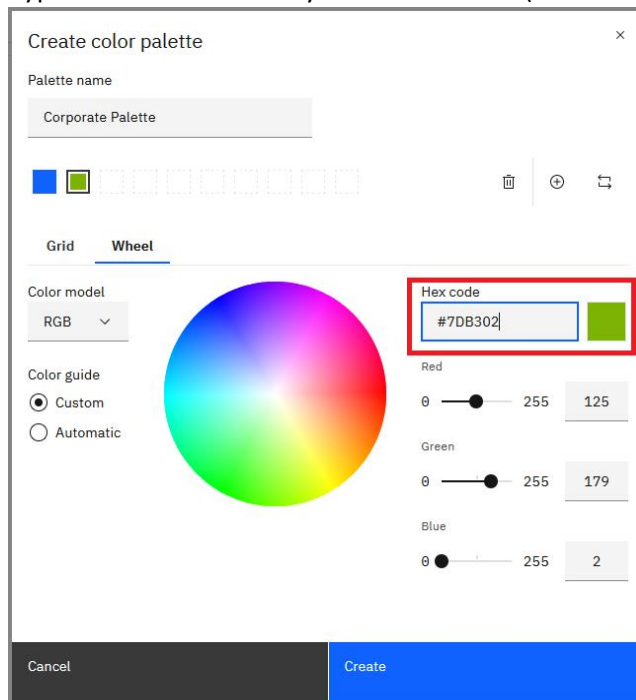 Create color palette
Palette name
Corporate Palette
Grid Wheel
Color model
RGB
Color guide
Custom
Automatic
Hex code
#7DB302
Red
0 255 125
Green
0 255 179
Blue
0 255 2
Cancel Create